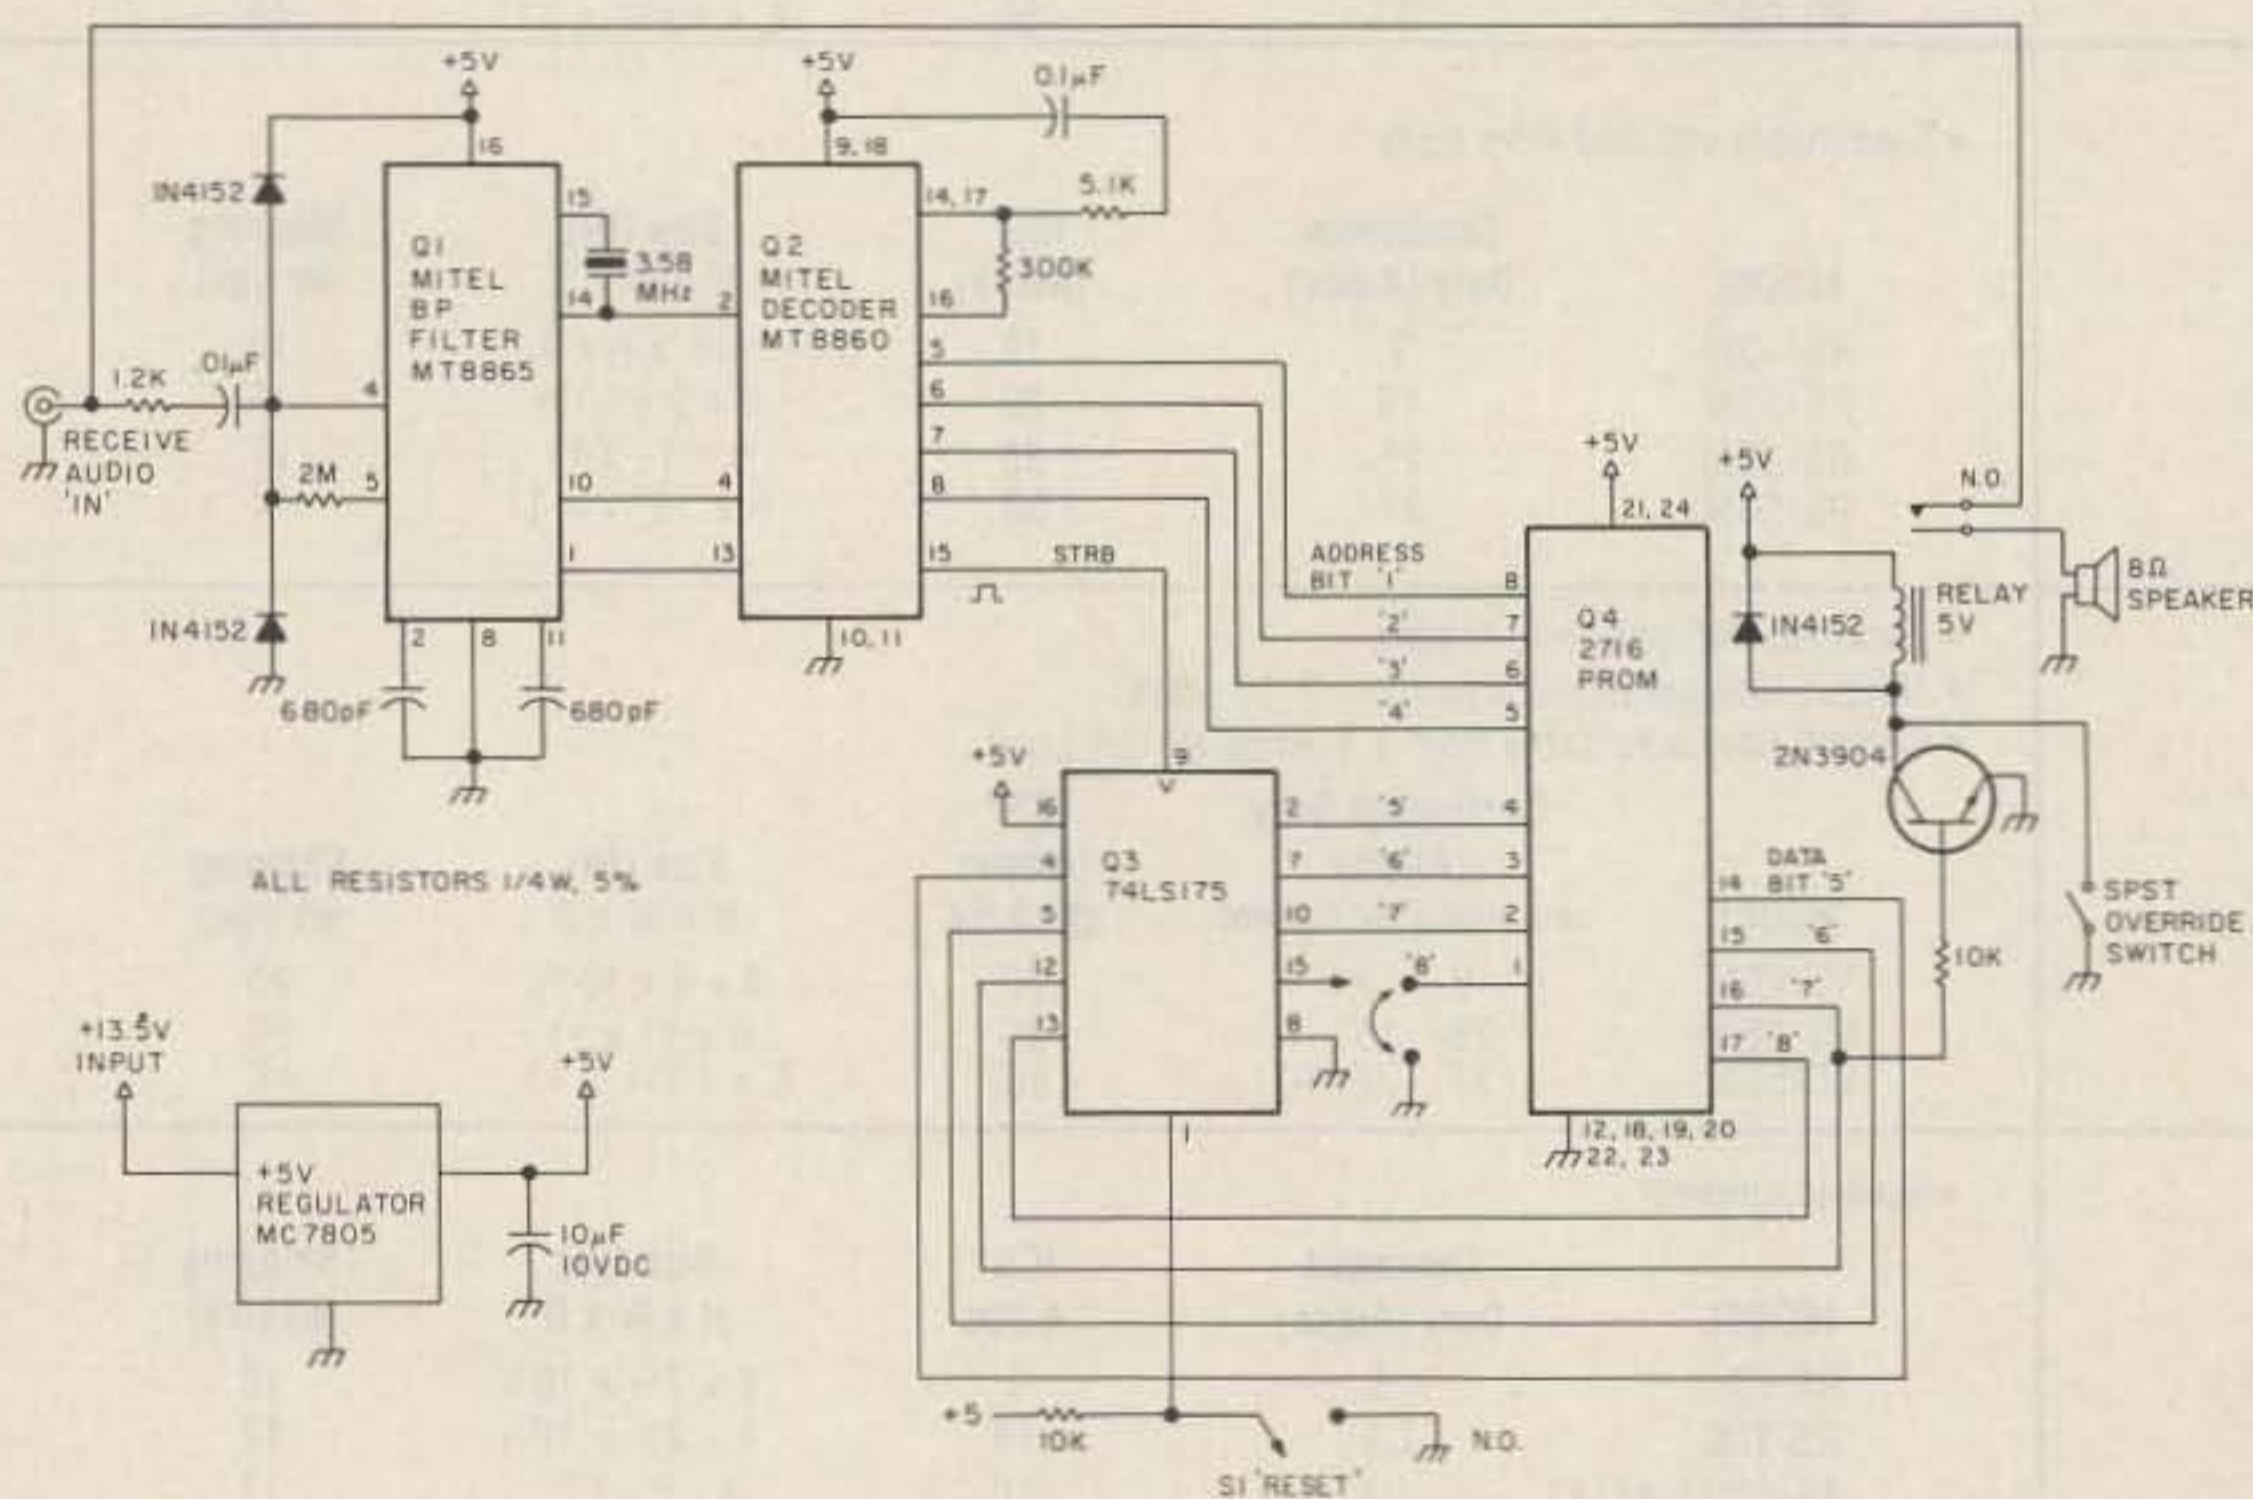 +5V
+5V
0.1µF
16
9, 18
1N4152
15
14, 17
5.1K
Q1
MITEL
BP
FILTER
MT8865
3.58
MHz
Q2
MITEL
DECODER
MT8860
300K
14
2
16
5
1.2K
.01µF
4
6
RECEIVE
AUDIO
'IN'
2M
5
10
4
7
8
+5V
+5V
N.O.
21, 24
1
13
15
STRB
ADDRESS
BIT '1'
8
Q4
2716
PROM
1N4152
RELAY
5V
8Ω
SPEAKER
1N4152
2
8
11
10, 11
'2'
7
'3'
6
680pF
680pF
'4'
5
+5V
9
2N3904
16
2
'5'
4
ALL RESISTORS 1/4W, 5%
4
Q3
74LS175
7
'6'
3
14
DATA
BIT '5'
5
10
'7'
2
15
'6'
10K
SPST
OVERRIDE
SWITCH
12
15
'8'
1
16
'7'
13
8
17
'8'
+13.5V
INPUT
+5V
1
12, 18, 19, 20
22, 23
+5V
REGULATOR
MC7805
10µF
10VDC
+5
10K
N.O.
S1 'RESET'